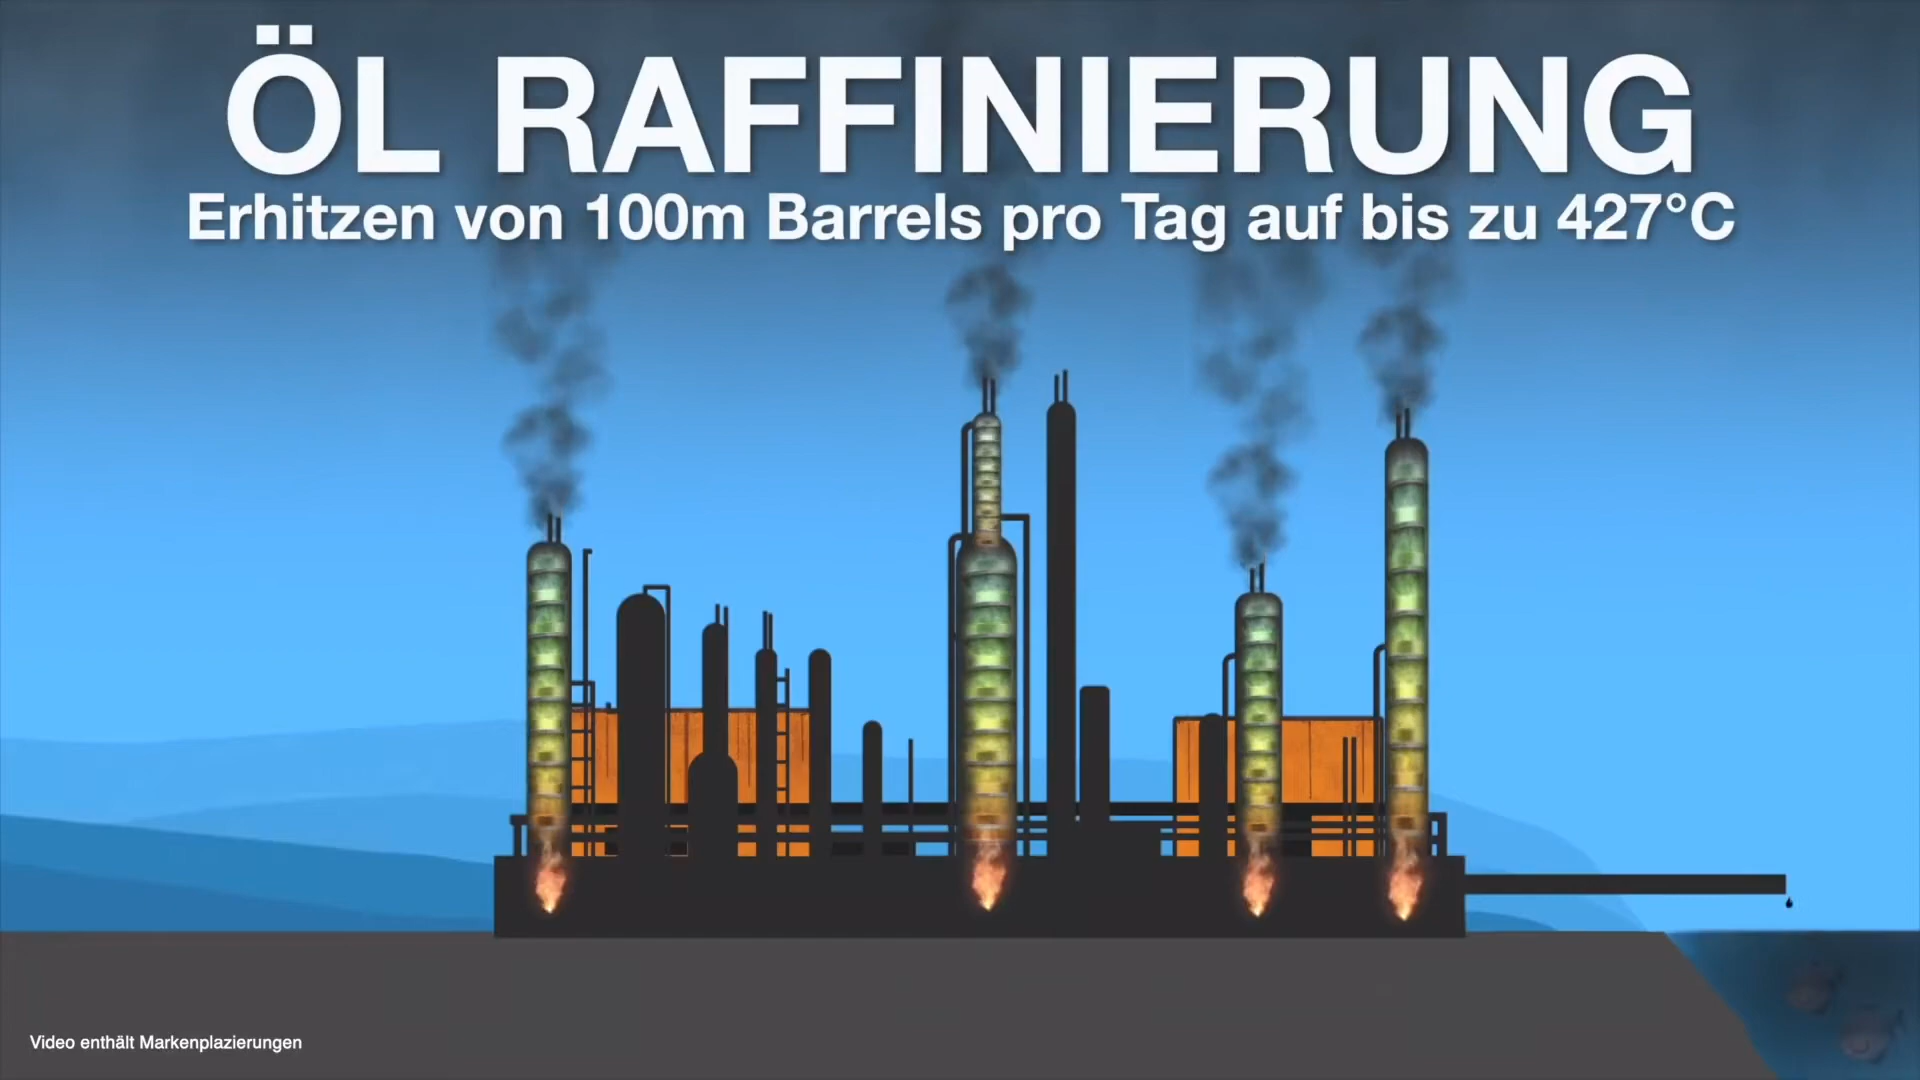 ÖL RAFFINIERUNG
Erhitzen von 100m Barrels pro Tag auf bis zu 427°C
Video enthält Markenplazierungen